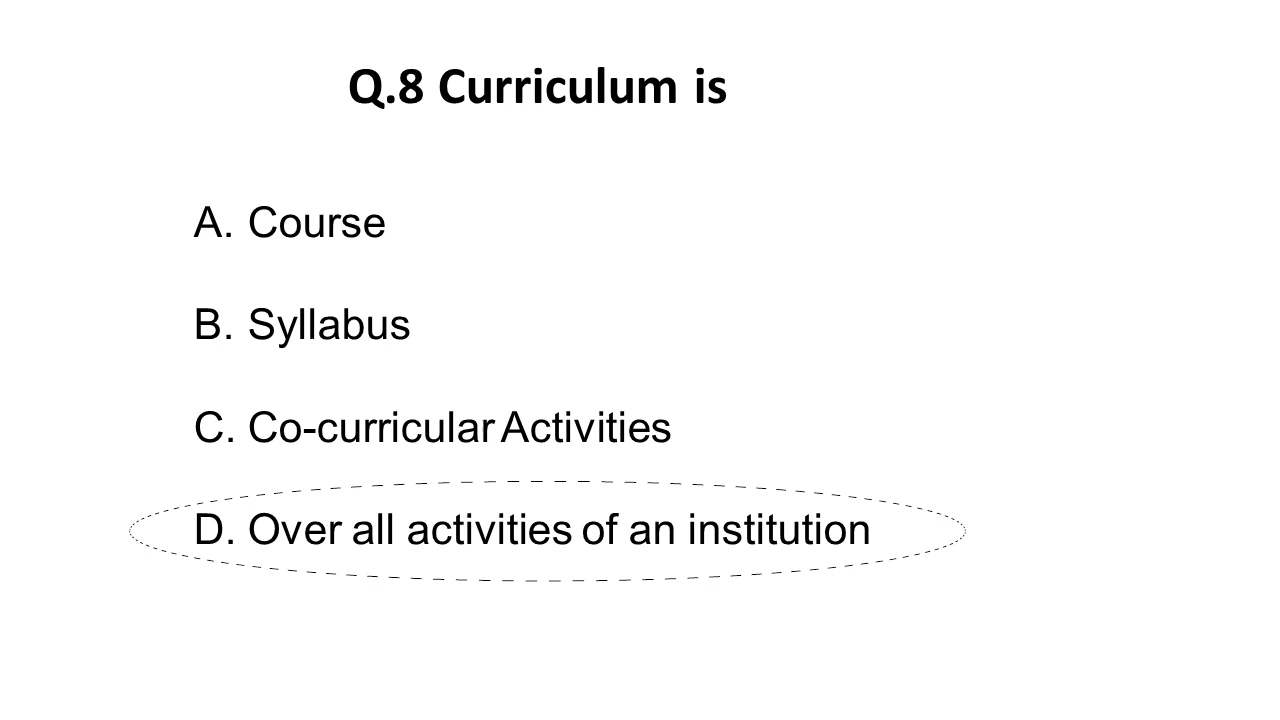 Q.8 Curriculum is
A. Course
B. Syllabus
C. Co-curricular Activities
D. Over all activities of an institution